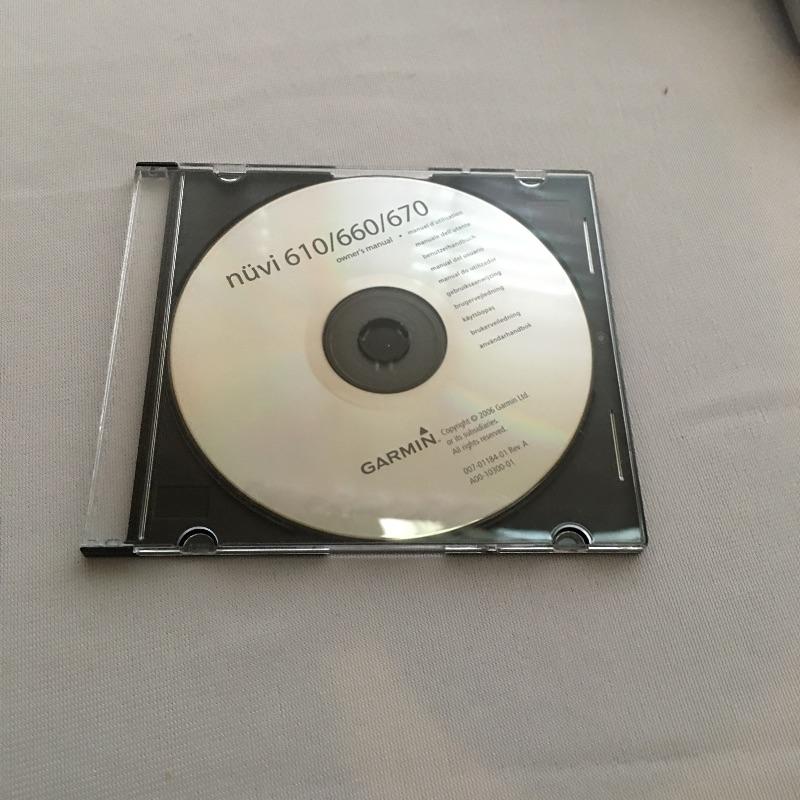 nüvi 610/660/670
owner's manual • manuel d'utilisation
manuale dell'utente
benutzerhandbuch
manual del usuario
manual do utilizador
gebruiksaanwijzing
brugervejledning
käyttöopas
brukerveiledning
användarhandbok
GARMIN™
Copyright © 2006 Garmin Ltd.
or its subsidiaries.
All rights reserved.
007-01184-01 Rev. A
A00-10300-01